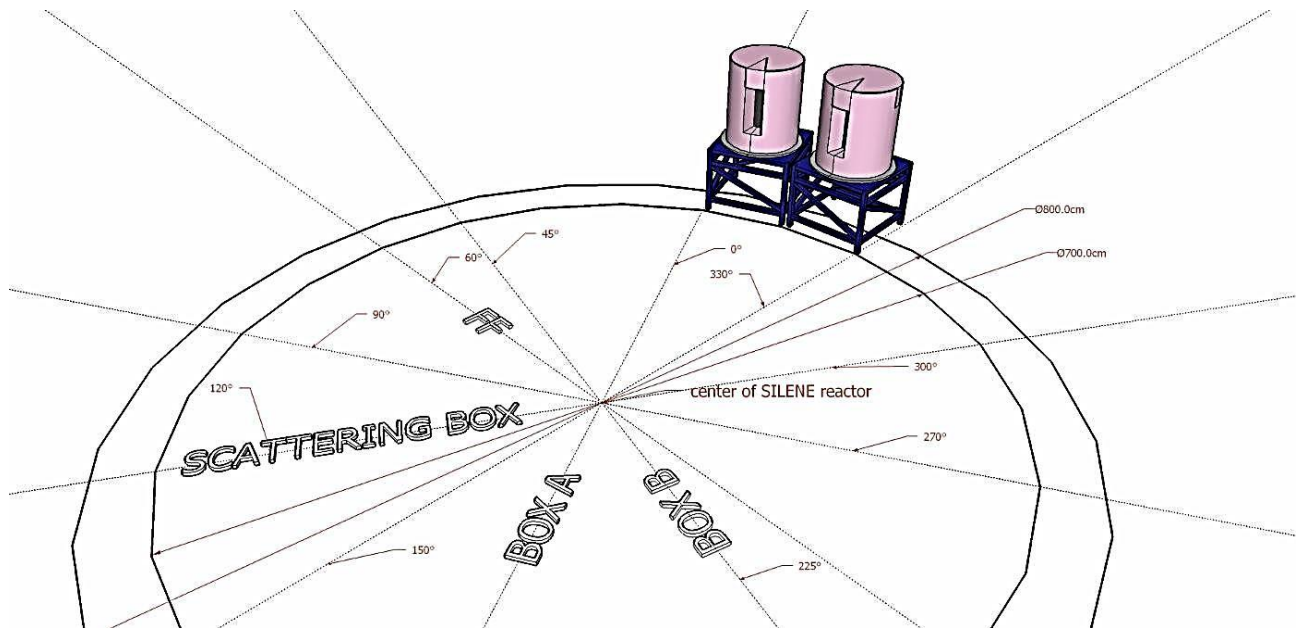 Ø800.0cm
45°
0°
Ø700.0cm
60°
330°
FF
90°
300°
120°
center of SILENE reactor
SCATTERING BOX
270°
BOX A
BOX B
150°
225°